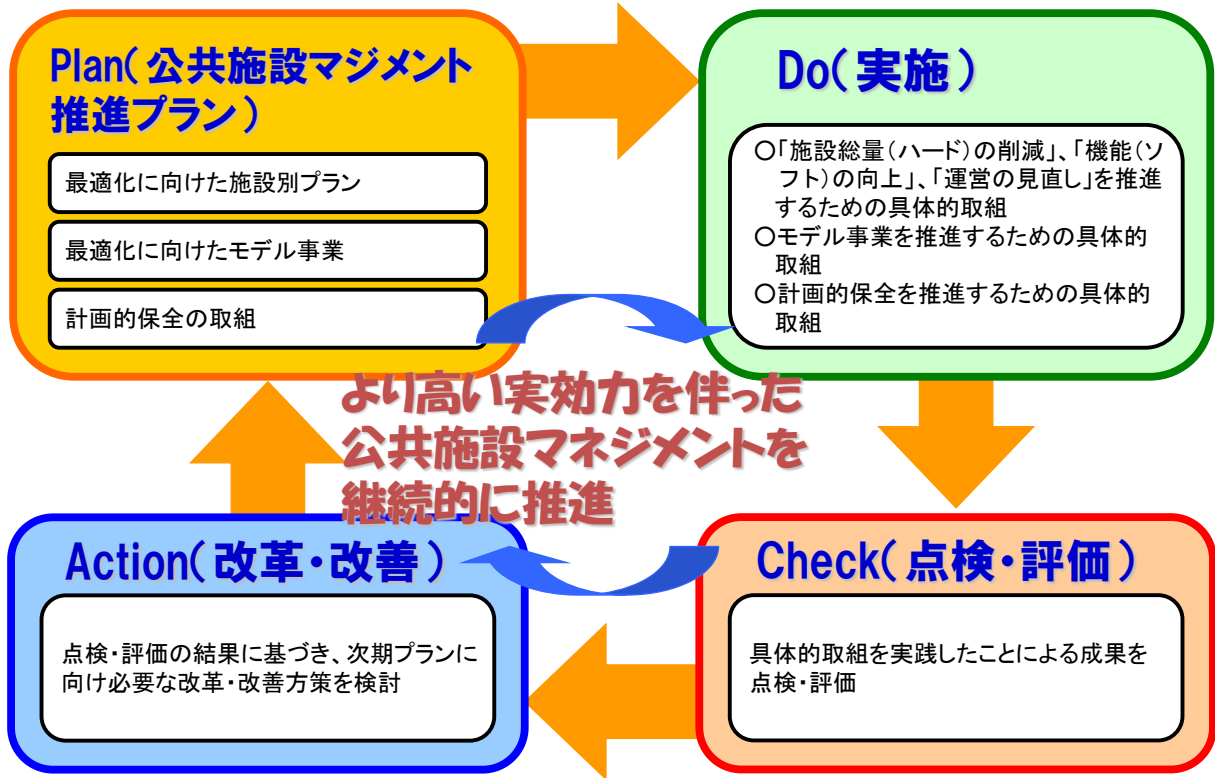 Plan(公共施設マジメント
推進プラン)
最適化に向けた施設別プラン
最適化に向けたモデル事業
計画的保全の取組
Do(実施)
○「施設総量(ハード)の削減」、「機能(ソ
フト)の向上」、「運営の見直し」を推進
するための具体的取組
○モデル事業を推進するための具体的
取組
○計画的保全を推進するための具体的
取組
より高い実効力を伴った
公共施設マネジメントを
継続的に推進
Action(改革・改善)
点検・評価の結果に基づき、次期プランに
向け必要な改革・改善方策を検討
Check(点検・評価)
具体的取組を実践したことによる成果を
点検・評価